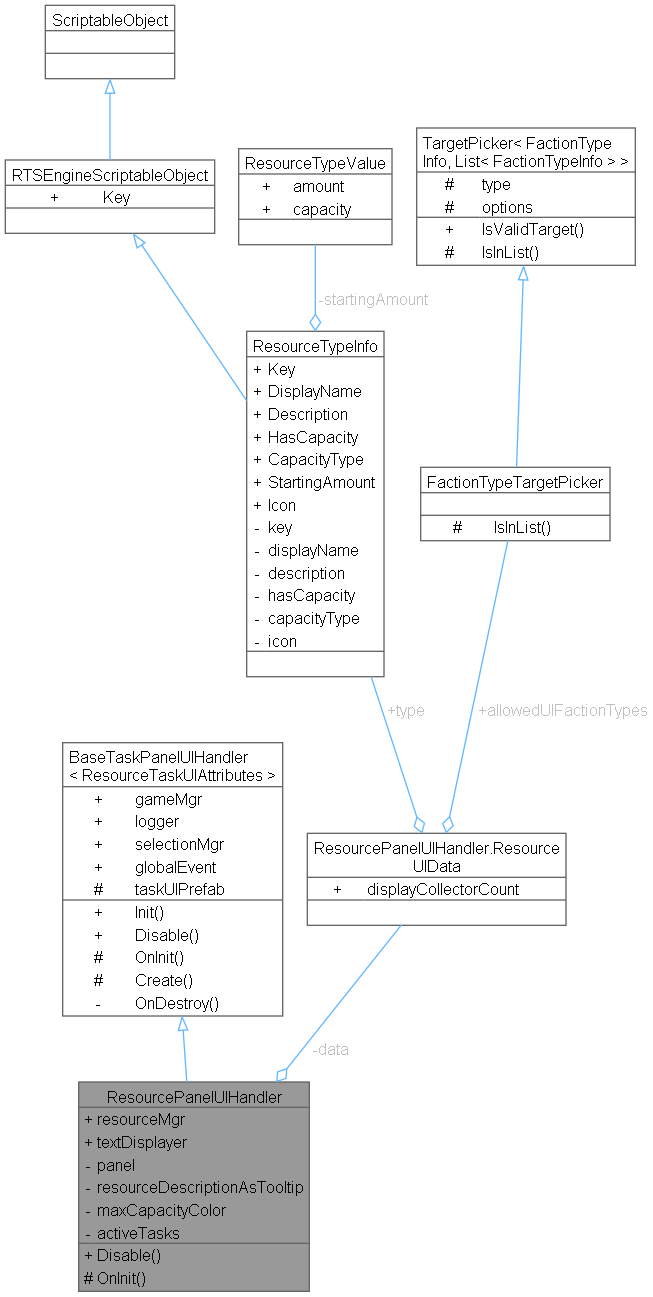 ScriptableObject
RTSEngineScriptableObject
+ Key
ResourceTypeValue
+ amount
+ capacity
TargetPicker< FactionType
Info, List< FactionTypeInfo > >
# type
# options
+ IsValidTarget()
# IsInList()
-startingAmount
ResourceTypeInfo
+ Key
+ DisplayName
+ Description
+ HasCapacity
+ CapacityType
+ StartingAmount
+ Icon
- key
- displayName
- description
- hasCapacity
- capacityType
- icon
FactionTypeTargetPicker
# IsInList()
+type
+allowedUIFactionTypes
BaseTaskPanelUIHandler
< ResourceTaskUIAttributes >
+ gameMgr
+ logger
+ selectionMgr
+ globalEvent
# taskUIPrefab
+ Init()
+ Disable()
# OnInit()
# Create()
- OnDestroy()
ResourcePanelUIHandler.Resource
UIData
+ displayCollectorCount
-data
ResourcePanelUIHandler
+ resourceMgr
+ textDisplayer
- panel
- resourceDescriptionAsTooltip
- maxCapacityColor
- activeTasks
+ Disable()
# OnInit()